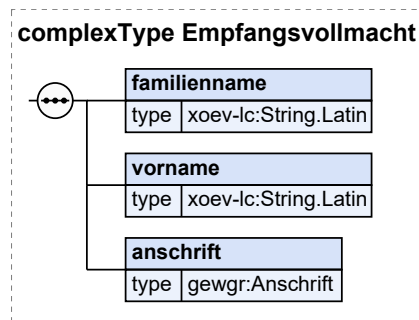 complexType Empfangsvollmacht
familienname
type xoev-lc:String.Latin
vorname
type xoev-lc:String.Latin
anschrift
type gewgr:Anschrift